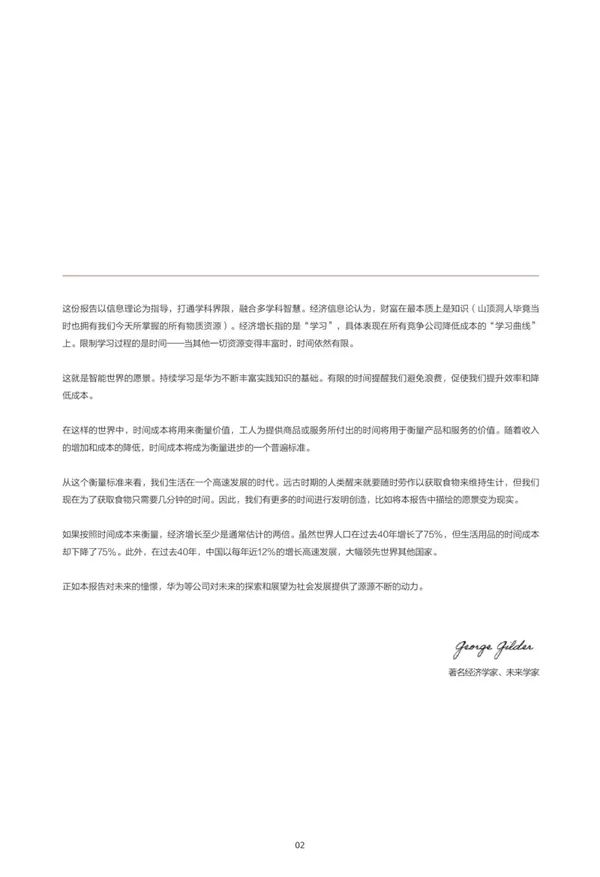 这份报告以信息理论为指导，打通学科界限，融合多学科智慧。经济信息论认为，财富在最本质上是知识（山顶洞人毕竟当
时也拥有我们今天所掌握的所有物质资源）。经济增长指的是“学习”，具体表现在所有竞争公司降低成本的“学习曲线”
上。限制学习过程的是时间——当其他一切资源变得丰富时，时间依然有限。
这就是智能世界的愿景。持续学习是华为不断丰富实践知识的基础。有限的时间提醒我们避免浪费，促使我们提升效率和降
低成本。
在这样的世界中，时间成本将用来衡量价值，工人为提供商品或服务所付出的时间将用于衡量产品和服务的价值。随着收入
的增加和成本的降低，时间成本将成为衡量进步的一个普遍标准。
从这个衡量标准来看，我们生活在一个高速发展的时代。远古时期的人类醒来就要随时劳作以获取食物来维持生计，但我们
现在为了获取食物只需要几分钟的时间。因此，我们有更多的时间进行发明创造，比如将本报告中描绘的愿景变为现实。
如果按照时间成本来衡量，经济增长至少是通常估计的两倍。虽然世界人口在过去40年增长了75%，但生活用品的时间成本
却下降了75%。此外，在过去40年，中国以每年近12%的增长高速发展，大幅领先世界其他国家。
正如本报告对未来的憧憬，华为等公司对未来的探索和展望为社会发展提供了源源不断的动力。
George Gilder
著名经济学家、未来学家
02